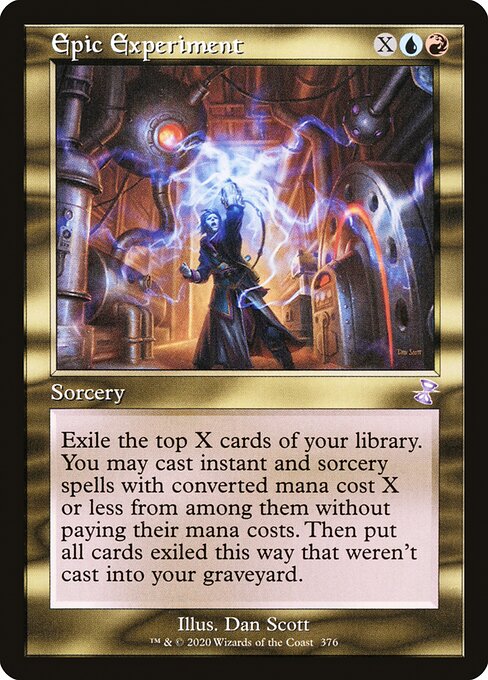 Epic Experiment X
DAN SCOTT
Sorcery
Exile the top X cards of your library.
You may cast instant and sorcery
spells with converted mana cost X
or less from among them without
paying their mana costs. Then put
all cards exiled this way that weren't
cast into your graveyard.
Illus. Dan Scott
™ & © 2020 Wizards of the Coast 376